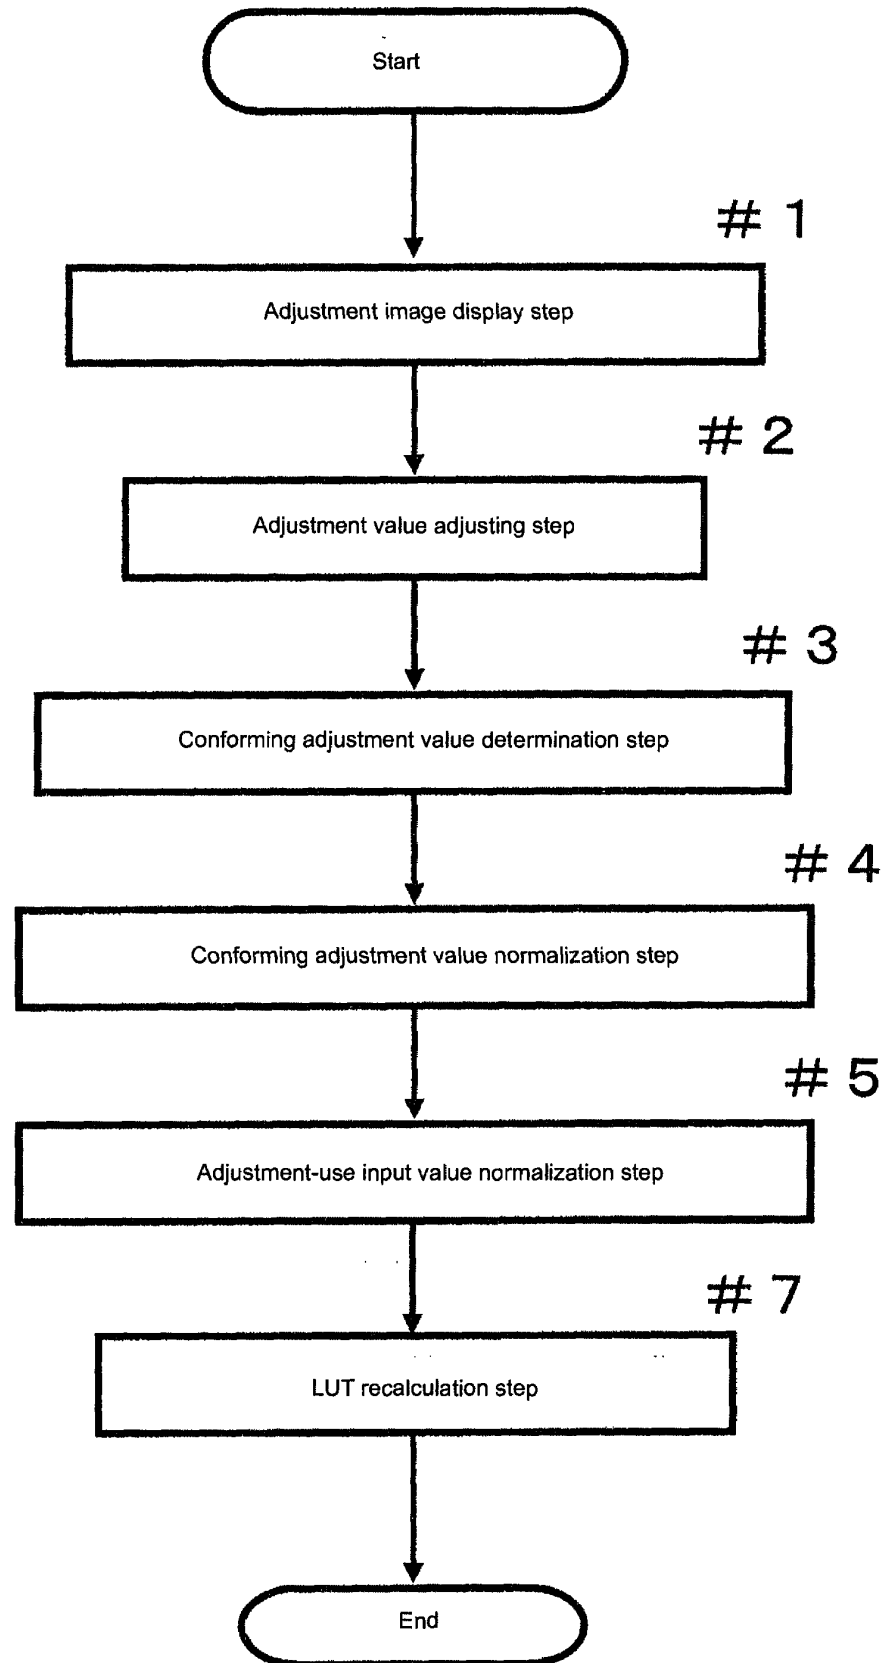 Start
# 1
Adjustment image display step
# 2
Adjustment value adjusting step
# 3
Conforming adjustment value determination step
# 4
Conforming adjustment value normalization step
# 5
Adjustment-use input value normalization step
# 7
LUT recalculation step
End